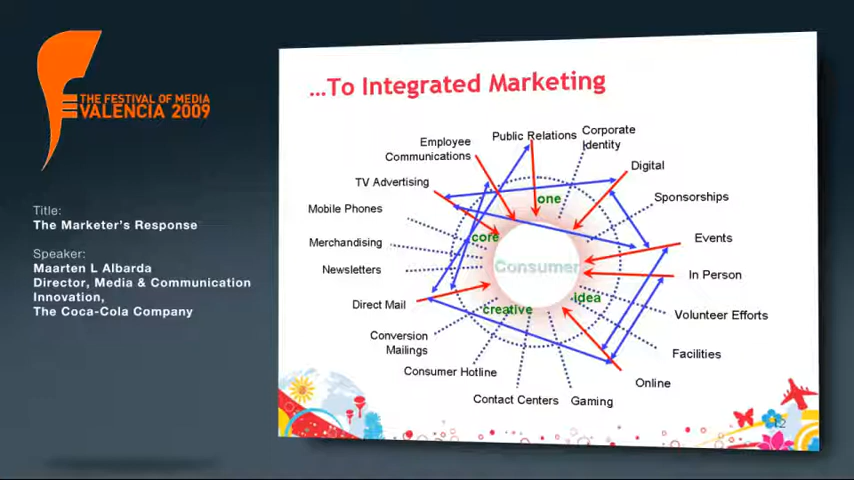 THE FESTIVAL OF MEDIA
VALENCIA 2009
Title:
The Marketer's Response
Speaker:
Maarten L Albarda
Director, Media & Communication
Innovation,
The Coca-Cola Company
...To Integrated Marketing
Public Relations
Corporate
Identity
Employee
Communications
Digital
TV Advertising
Sponsorships
one
Mobile Phones
core
Events
Merchandising
Consumer
Newsletters
In Person
idea
Direct Mail
creative
Volunteer Efforts
Conversion
Mailings
Facilities
Consumer Hotline
Online
Contact Centers
Gaming
12